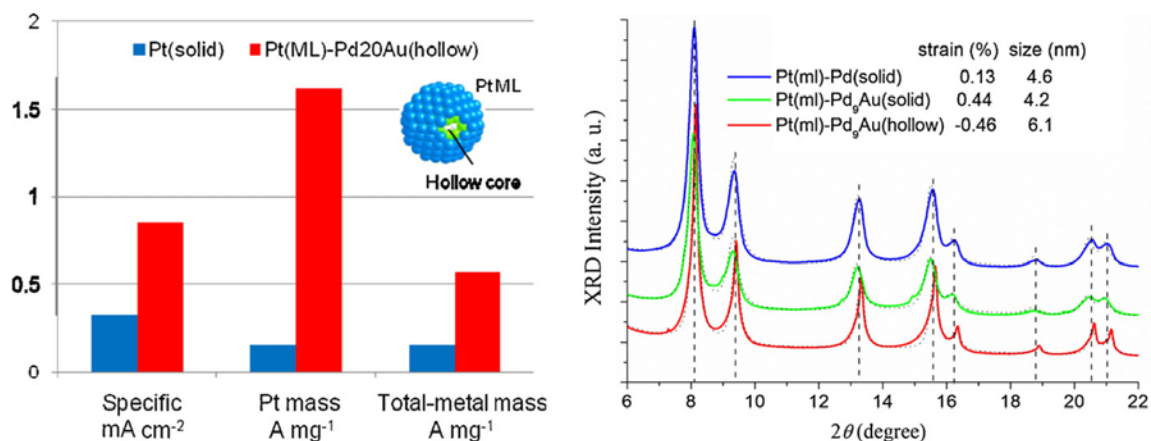 2
1.5
1
0.5
0
Pt(solid)
Pt(ML)-Pd20Au(hollow)
PtML
Hollow core
Specific
mA cm-2
Pt mass
A mg-1
Total-metal mass
A mg-1
strain (%) size (nm)
Pt(ml)-Pd(solid) 0.13 4.6
Pt(ml)-Pd₉Au(solid) 0.44 4.2
Pt(ml)-Pd₉Au(hollow) -0.46 6.1
XRD Intensity (a. u.)
6 8 10 12 14 16 18 20 22
2θ (degree)